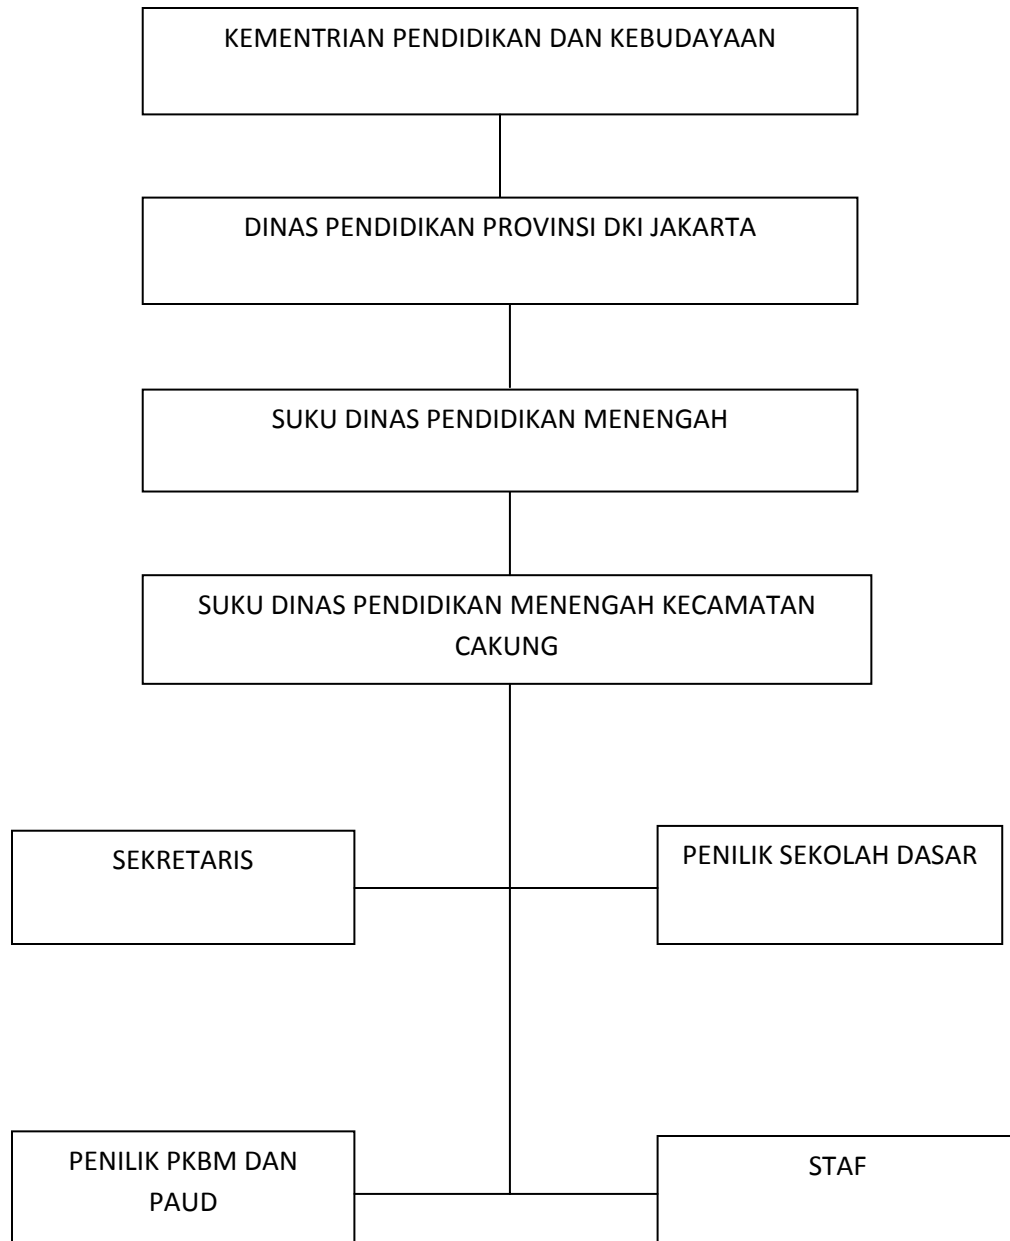 KEMENTRIAN PENDIDIKAN DAN KEBUDAYAAN
DINAS PENDIDIKAN PROVINSI DKI JAKARTA
SUKU DINAS PENDIDIKAN MENENGAH
SUKU DINAS PENDIDIKAN MENENGAH KECAMATAN
CAKUNG
SEKRETARIS
PENILIK SEKOLAH DASAR
PENILIK PKBM DAN
PAUD
STAF